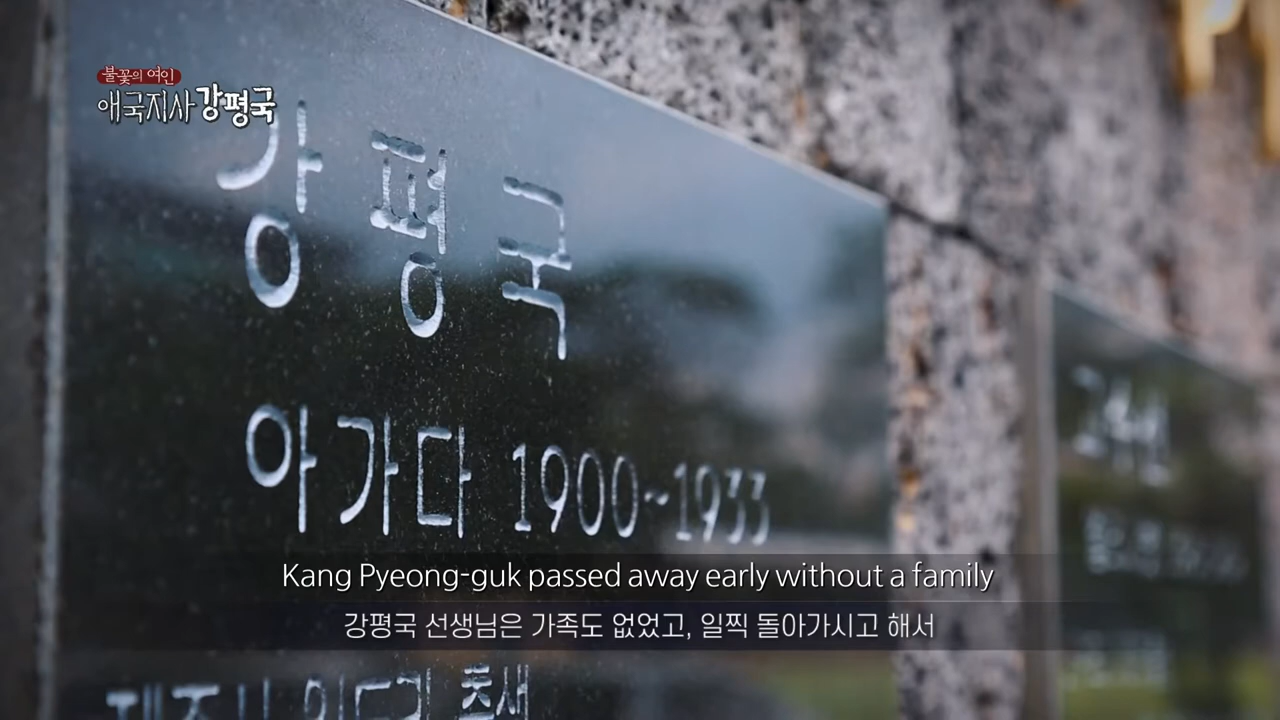 불꽃의 여인
애국지사 강평국
강평국
아가다 1900~1933
Kang Pyeong-guk passed away early without a family
강평국 선생님은 가족도 없었고, 일찍 돌아가시고 해서
출생